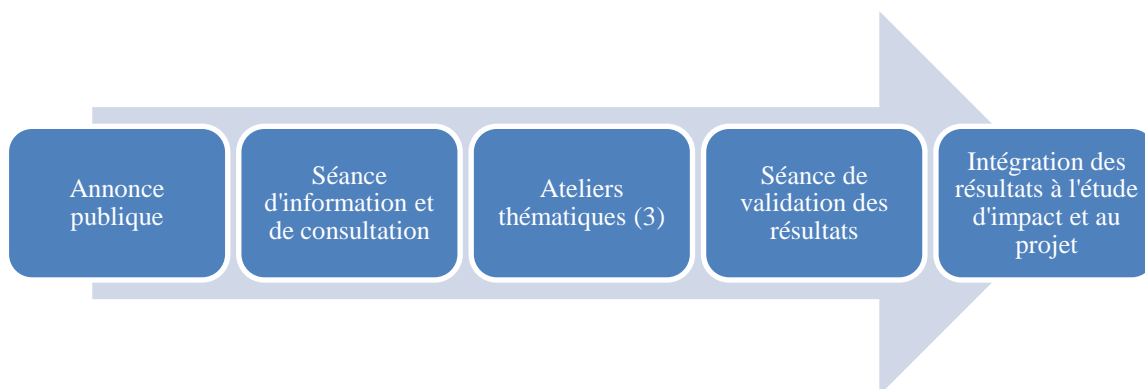 Annonce
publique
Séance
d'information et
de consultation
Ateliers
thématiques (3)
Séance de
validation des
résultats
Intégration des
résultats à l'étude
d'impact et au
projet